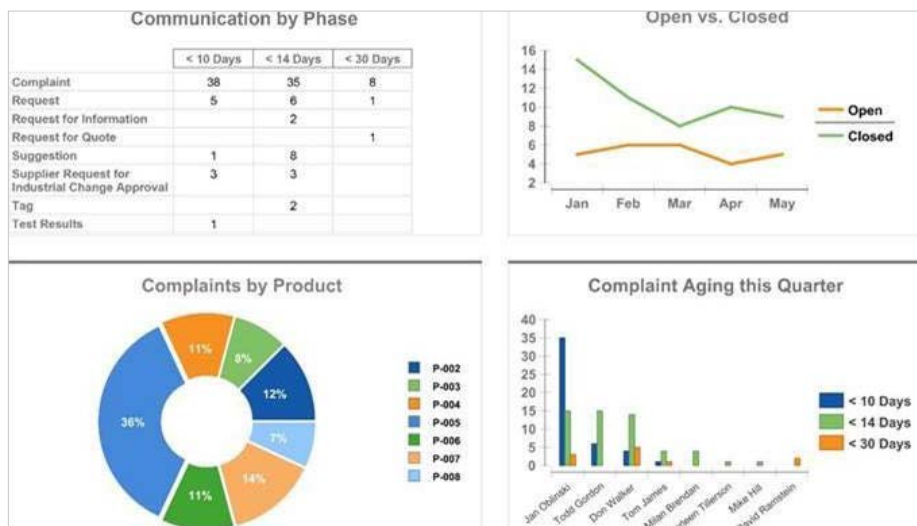 Communication by Phase
< 10 Days < 14 Days < 30 Days
Complaint 38 35 8
Request 5 6 1
Request for Information 2
Request for Quote 1
Suggestion 1 8
Supplier Request for
Industrial Change Approval 3 3
Tag 2
Test Results 1
Open vs. Closed
16
14
12
10
8
6
4
2
Jan Feb Mar Apr May
Open
Closed
Complaints by Product
11%
8%
12%
36%
7%
14%
11%
P-002
P-003
P-004
P-005
P-006
P-007
P-008
Complaint Aging this Quarter
40
35
30
25
20
15
10
5
0
Jan Oblinski
Todd Gordon
Don Walker
Tom James
Milan Brendan
Tillerson
Mike Hill
David Ramstein
< 10 Days
< 14 Days
< 30 Days